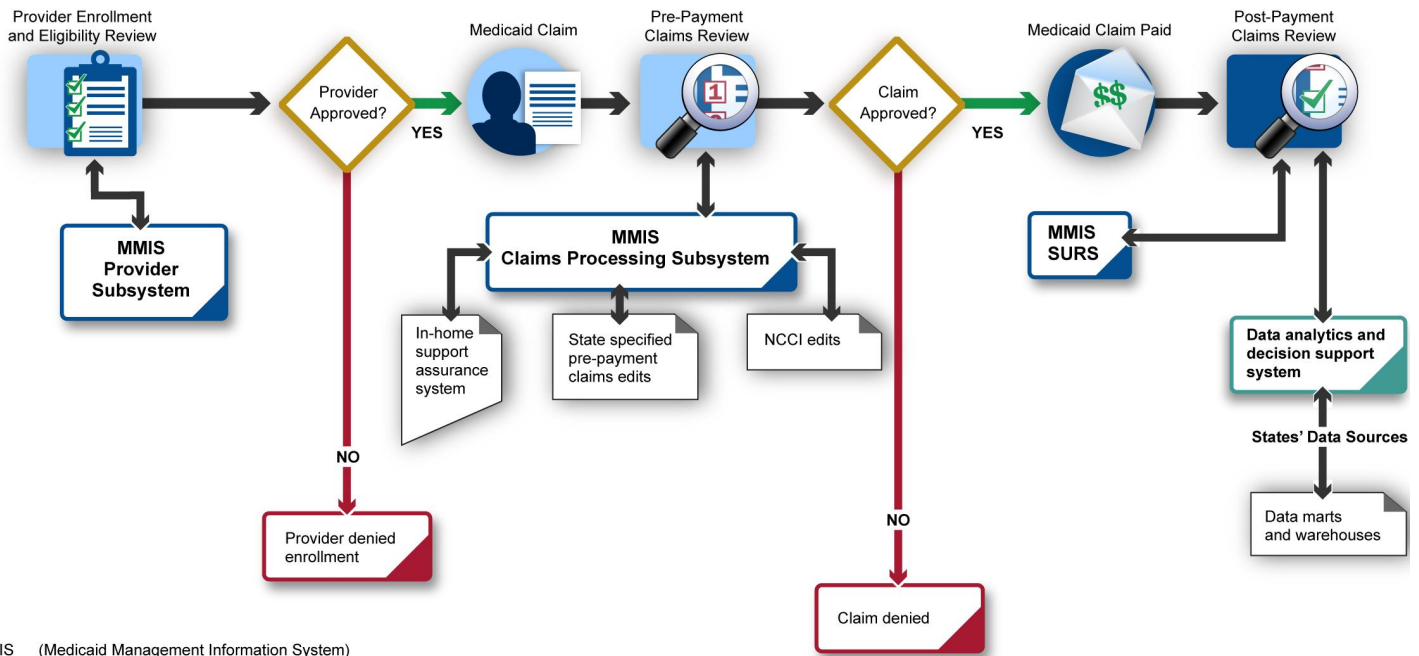 Provider Enrollment
and Eligibility Review
Provider
Approved?
YES
Medicaid Claim
Pre-Payment
Claims Review
1
Claim
Approved?
YES
Medicaid Claim Paid
$$
Post-Payment
Claims Review
MMIS
Provider
Subsystem
MMIS
Claims Processing Subsystem
MMIS
SURS
In-home
support
assurance
system
State specified
pre-payment
claims edits
NCCI edits
Data analytics and
decision support
system
States' Data Sources
Data marts
and warehouses
NO
Provider denied
enrollment
NO
Claim denied
(Medicaid Management Information System)